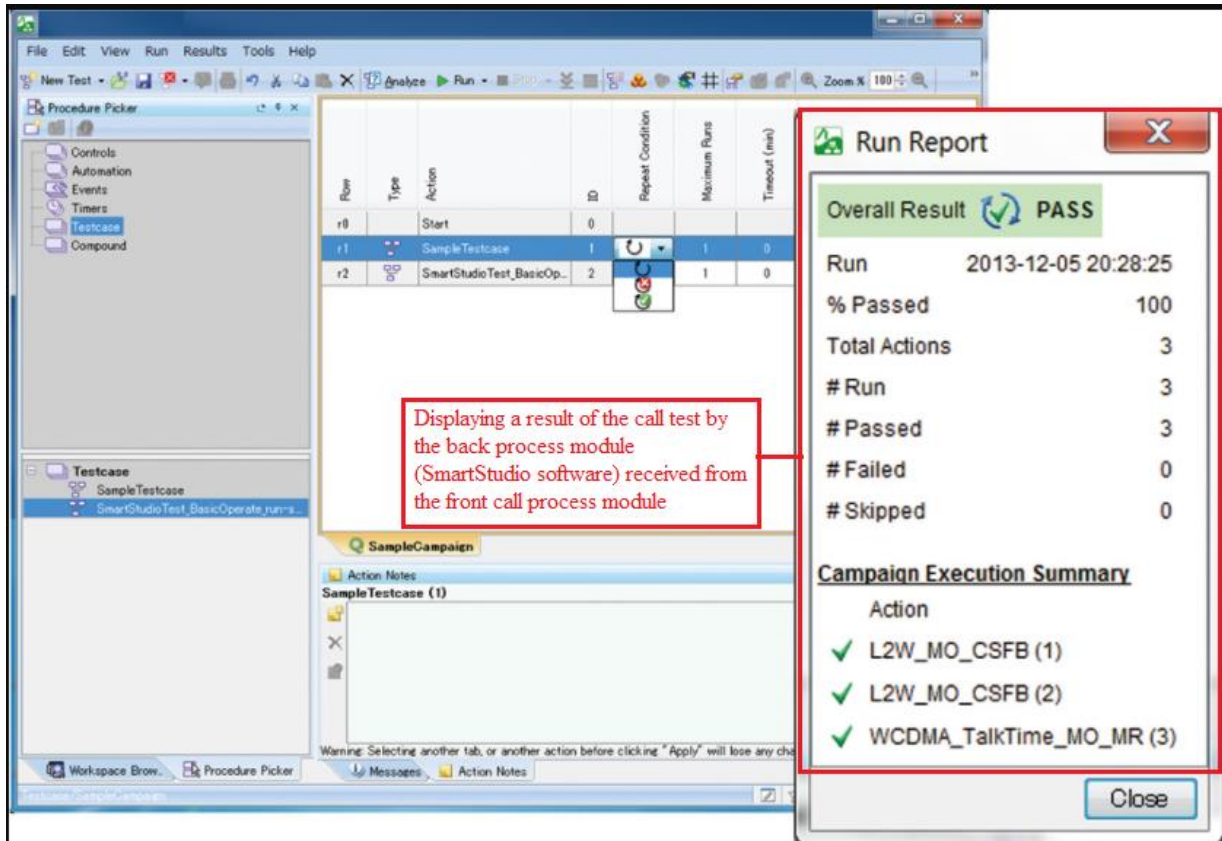 File Edit View Run Results Tools Help
New Test Analyze Run Zoom % 100
Procedure Picker
Controls
Automation
Events
Timers
Testcase
Compound
Row Type Action ID Repeat Condition Maximum Runs Timeout (min)
r0 Start 0
r1 SampleTestcase 1 1 0
r2 SmartStudioTest_BasicOp... 2 1 0
Testcase
SampleTestcase
SmartStudioTest_BasicOperate_run-s...
Displaying a result of the call test by
the back process module
(SmartStudio software) received from
the front call process module
SampleCampaign
Action Notes
SampleTestcase (1)
Warning: Selecting another tab, or another action before clicking "Apply" will lose any cha
Workspace Brow.. Procedure Picker
Messages Action Notes
Testcase/SampleCampaign
Run Report
Overall Result PASS
Run 2013-12-05 20:28:25
% Passed 100
Total Actions 3
# Run 3
# Passed 3
# Failed 0
# Skipped 0
Campaign Execution Summary
Action
L2W_MO_CSFB (1)
L2W_MO_CSFB (2)
WCDMA_TalkTime_MO_MR (3)
Close